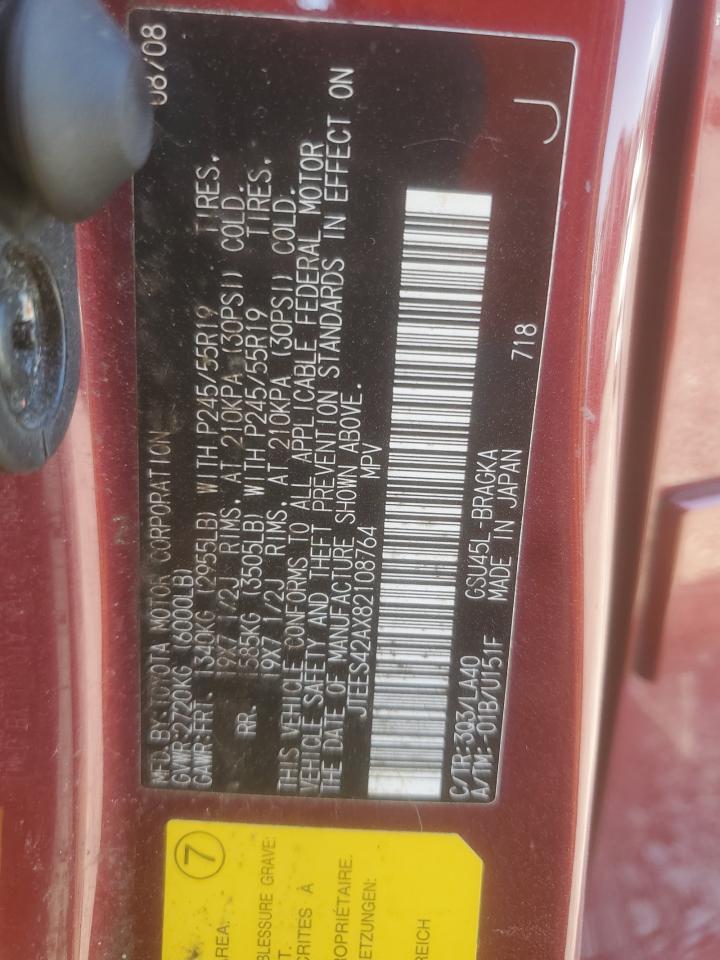 MFD. BY: TOYOTA MOTOR CORPORATION 08/08
GVWR:2720KG (6000LB)
GAWR:FRT. 1340KG (2955LB) WITH P245/55R19 TIRES.
19X7 1/2J RIMS, AT 210KPA (30PSI) COLD.
RR. 1585KG (3505LB) WITH P245/55R19 TIRES.
19X7 1/2J RIMS, AT 210KPA (30PSI) COLD.
THIS VEHICLE CONFORMS TO ALL APPLICABLE FEDERAL MOTOR
VEHICLE SAFETY AND THEFT PREVENTION STANDARDS IN EFFECT ON
THE DATE OF MANUFACTURE SHOWN ABOVE.
JTEES42AX82108764 MPV
C/TR:3Q3/LA40 GSU45L-BRAGKA
A/TM:-01B/U151F MADE IN JAPAN 718
J
7
AREA:
BLESSURE GRAVE:
CRITES À
PROPRIÉTAIRE.
LETZUNGEN:
REICH